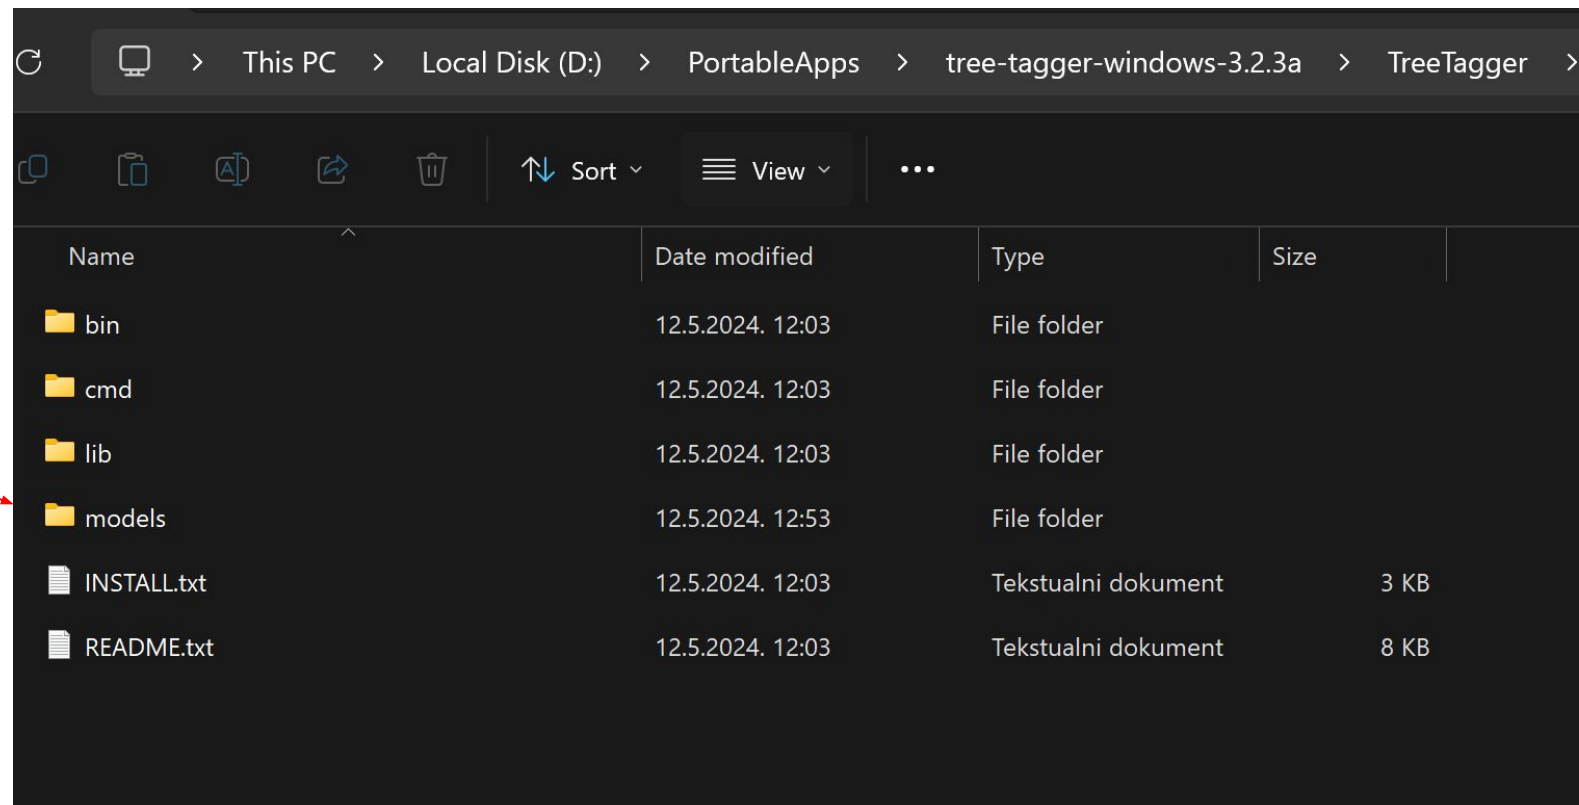 This PC > Local Disk (D:) > PortableApps > tree-tagger-windows-3.2.3a > TreeTagger >
Sort View
Name Date modified Type Size
bin 12.5.2024. 12:03 File folder
cmd 12.5.2024. 12:03 File folder
lib 12.5.2024. 12:03 File folder
models 12.5.2024. 12:53 File folder
INSTALL.txt 12.5.2024. 12:03 Tekstualni dokument 3 KB
README.txt 12.5.2024. 12:03 Tekstualni dokument 8 KB